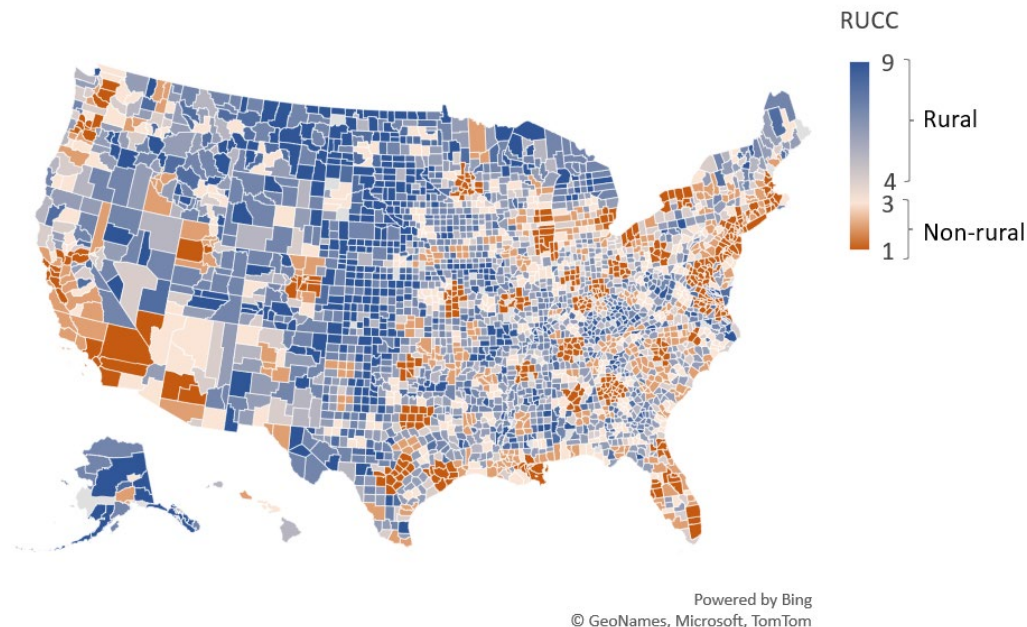 RUCC
9
Rural
4
3
Non-rural
1
Powered by Bing
© GeoNames, Microsoft, TomTom